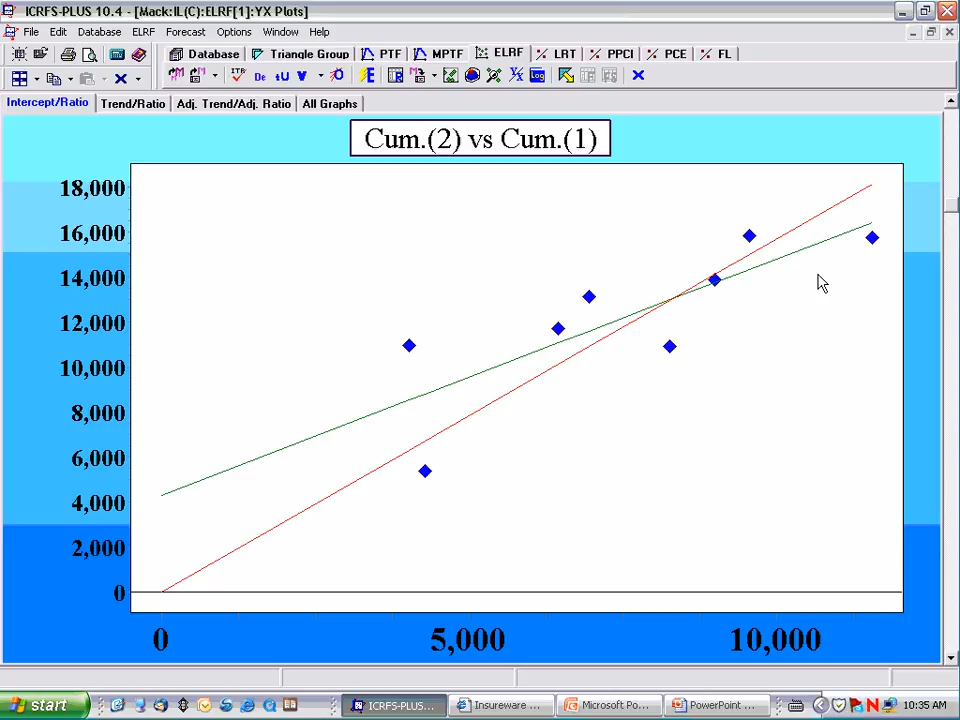 ICRFS-PLUS 10.4 - [Mack:IL(C):ELRF[1]:YX Plots]
File Edit Database ELRF Forecast Options Window Help
Database Triangle Group PTF MPTF ELRF LRT PPCI PCE FL
Intercept/Ratio Trend/Ratio Adj. Trend/Adj. Ratio All Graphs
Cum.(2) vs Cum.(1)
18,000
16,000
14,000
12,000
10,000
8,000
6,000
4,000
2,000
0
0 5,000 10,000
start ICRFS-PLUS... Insureware ... Microsoft Po... PowerPoint ... 10:35 AM